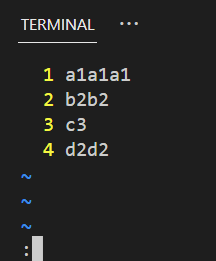 TERMINAL ...
1 a1a1a1
2 b2b2
3 c3
4 d2d2
~
~
~
: